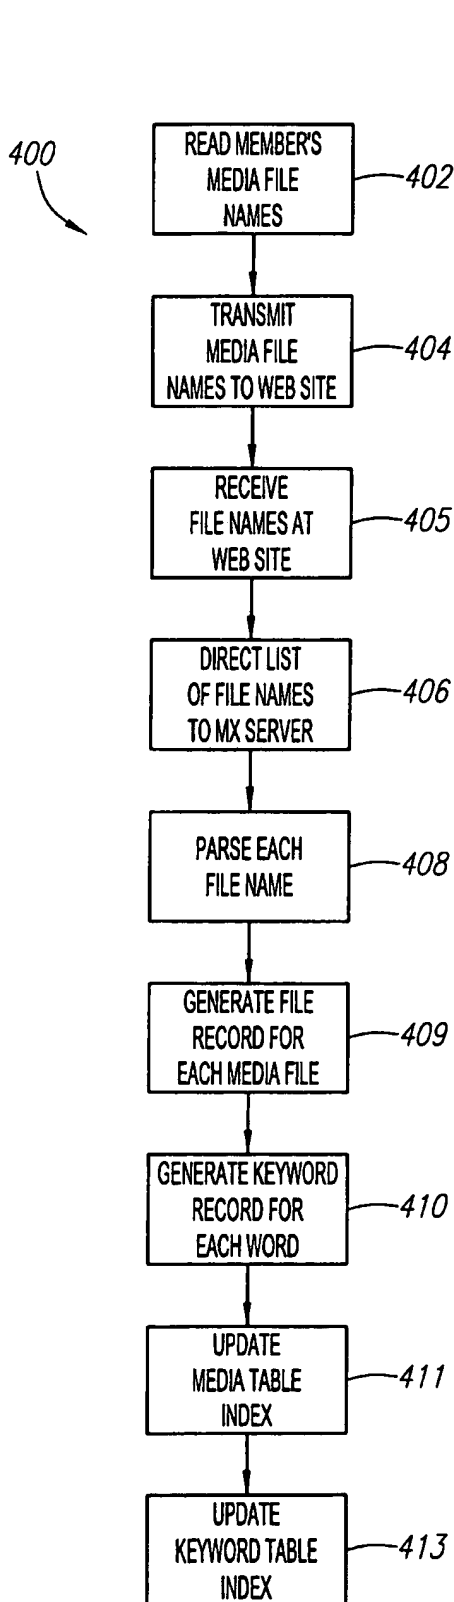 400
READ MEMBER'S
MEDIA FILE
NAMES
402
TRANSMIT
MEDIA FILE
NAMES TO WEB SITE
404
RECEIVE
FILE NAMES AT
WEB SITE
405
DIRECT LIST
OF FILE NAMES
TO MX SERVER
406
PARSE EACH
FILE NAME
408
GENERATE FILE
RECORD FOR
EACH MEDIA FILE
409
GENERATE KEYWORD
RECORD FOR
EACH WORD
410
UPDATE
MEDIA TABLE
INDEX
411
UPDATE
KEYWORD TABLE
INDEX
413